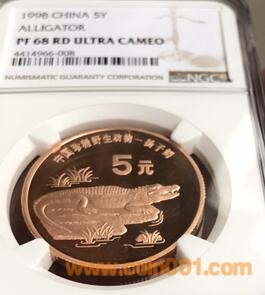 1998 CHINA 5Y
ALLIGATOR
PF 68 RD ULTRA CAMEO
4414966-008
NUMISMATIC GUARANTY CORPORATION
NGC
中国珍稀野生动物—扬子鳄
5元
www.coin001.com